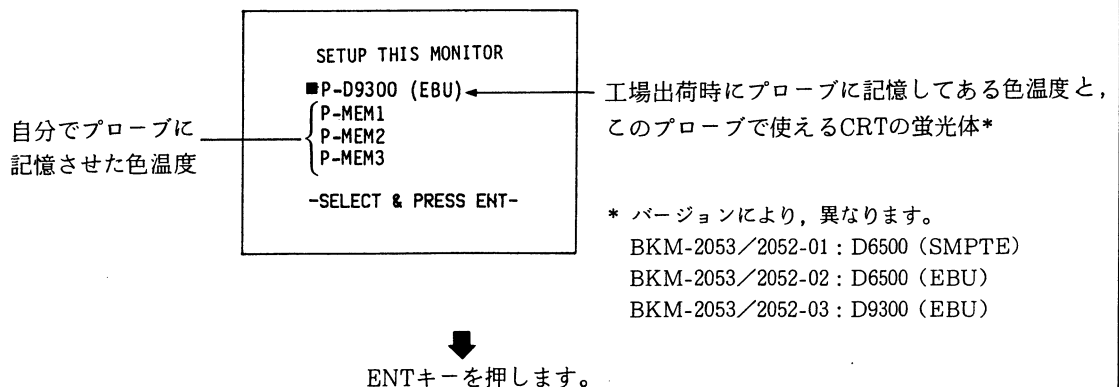 SETUP THIS MONITOR
■P-D9300 (EBU)
P-MEM1
P-MEM2
P-MEM3
-SELECT & PRESS ENT-
自分でプローブに
記憶させた色温度
工場出荷時にプローブに記憶してある色温度と，
このプローブで使えるCRTの蛍光体*
* バージョンにより，異なります。
BKM-2053／2052-01：D6500（SMPTE）
BKM-2053／2052-02：D6500（EBU）
BKM-2053／2052-03：D9300（EBU）
ENTキーを押します。